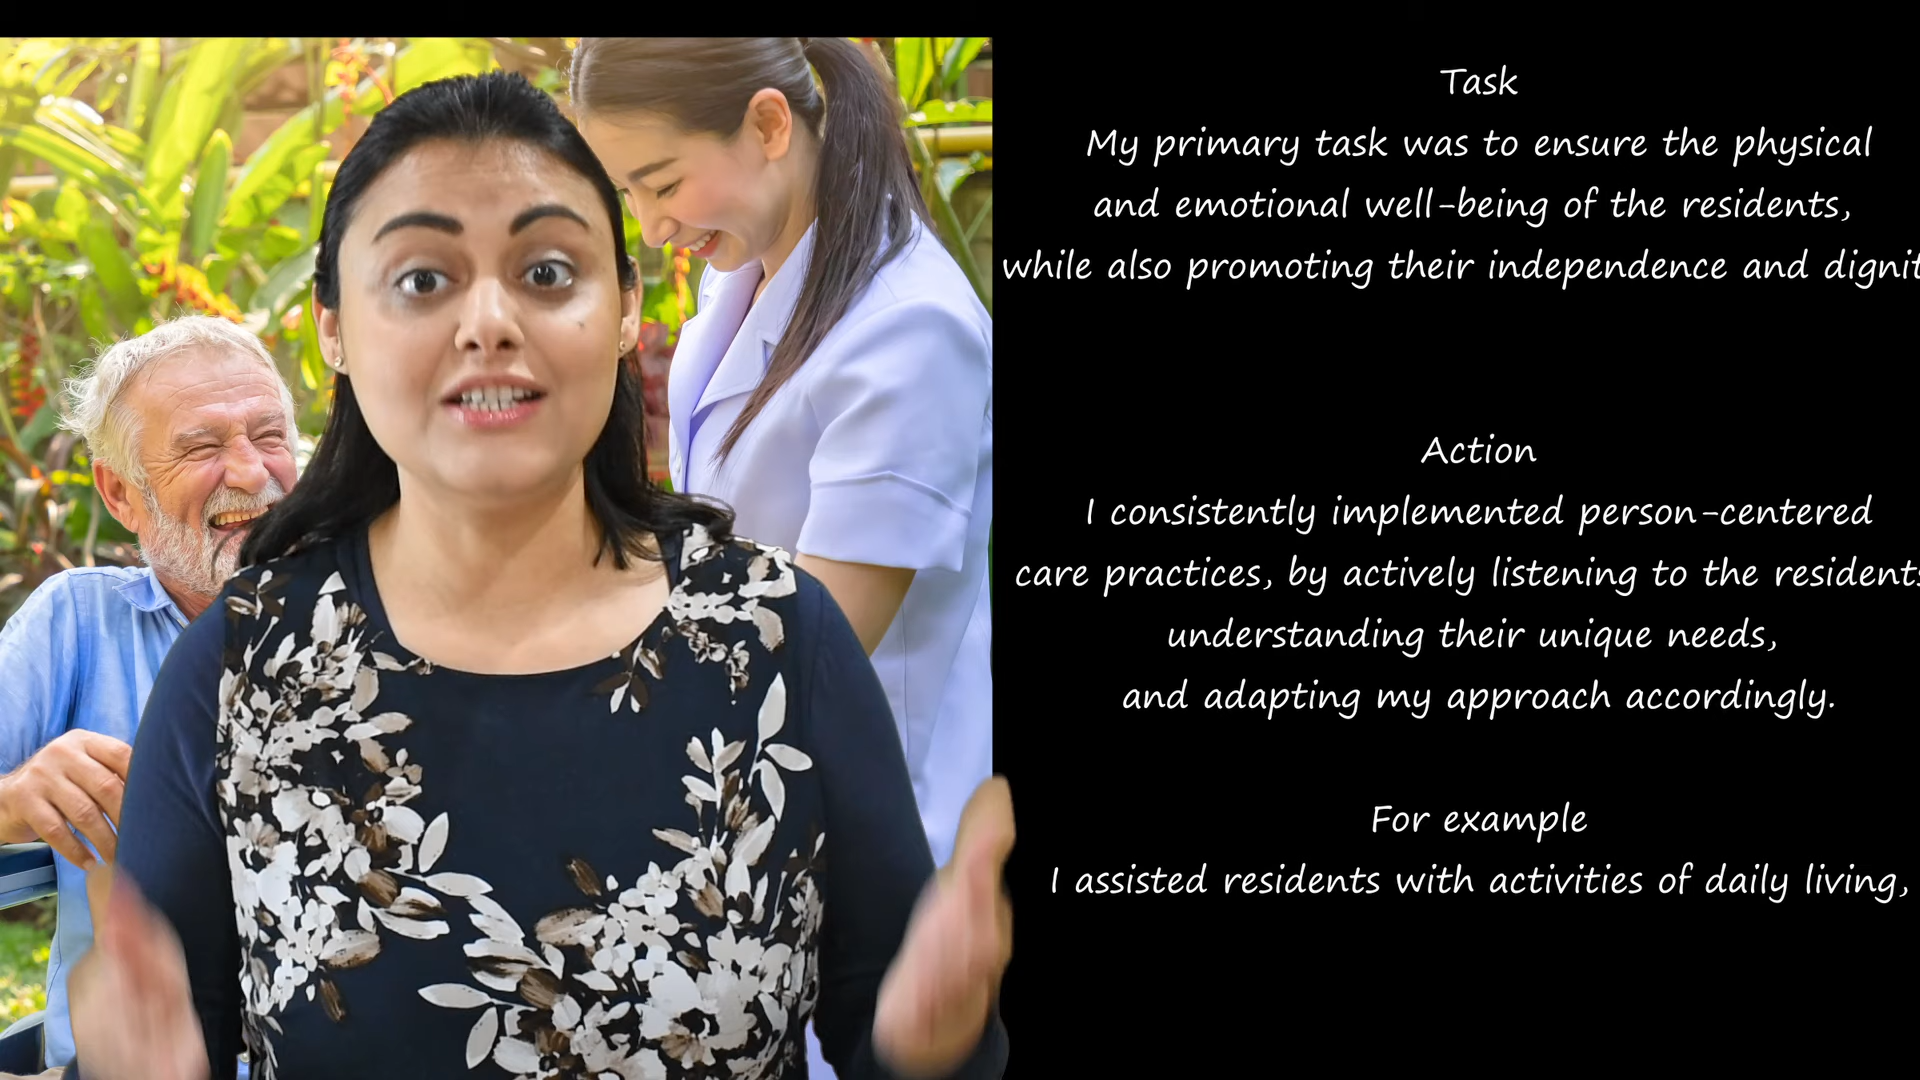 Task
My primary task was to ensure the physical
and emotional well-being of the residents,
while also promoting their independence and dignit
Action
I consistently implemented person-centered
care practices, by actively listening to the residents
understanding their unique needs,
and adapting my approach accordingly.
For example
I assisted residents with activities of daily living,